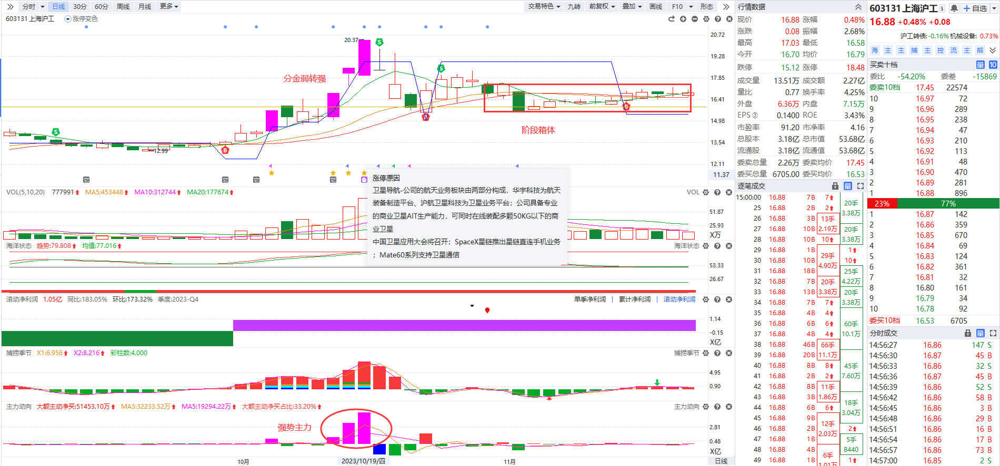 分时 日线 30分 60分 周线 月线 更多
交易特色 九转 前复权 叠加 画线 F10 形态
603131 上海沪工 涨停变色
20.37
分金弱转强
阶段箱体
12.99
S
S
S
B
B
20.72
19.28
17.85
16.41
14.98
13.54
12.11
11.37
涨停原因
卫星导航-公司的航天业务板块由两部分构成，华宇科技为航天
装备制造平台、沪航卫星科技为卫星业务平台；公司具备专业
的商业卫星AIT生产能力，可同时在线装配多颗50KG以下的商
业卫星
中国卫星应用大会将召开；SpaceX星链推出星链直连手机业务
；Mate60系列支持卫星通信
VOL(5,10,20) 777991 MA5:453448 MA10:312744 MA20:177674 VOL
51.87
25.93
X万
海洋状态 趋势:79.808 均值:77.016 海洋状态
53.33
26.67
滚动净利润 1.05亿 同比:183.05% 环比:173.32% 季度:2023-Q4
单季净利润 | 累计净利润 | 滚动净利润
1.14
-0.15
X亿
捕捞季节 X1:6.956 X2:8.216 彩柱数:4.000 捕捞季节
4.95
0.90
主力动向 大额主动净买:51453.10万 MA3:32233.52万 MA5:19294.22万 大额主动净买占比:33.20% 主力动向
强势主力
2.81
0.48
X亿
10月 2023/10/19/四 11月 日线
行情数据
现价 16.88 涨幅 0.48%
涨跌 0.08 振幅 2.68%
最高 17.03 最低 16.58
今开 16.70 均价 16.79
跌停 15.12 涨停 18.48
成交量 13.51万 成交额 2.27亿
量比 0.77 换手率 4.25%
外盘 6.36万 内盘 7.15万
EPS③ 0.1400 ROE 3.43%
市盈率 91.20 市净率 4.16
总股本 3.18亿 总市值 53.68亿
流通股 3.18亿 流通值 53.68亿
委卖总量 2.26万 委卖均价 17.45
委买总量 6705.00 委买均价 16.53
逐笔成交 量
15:00:00 16.88 7B 7
25 16.88 2B 2
26 16.88 3B
27 16.88 10B
28 16.88 10B 10
29 16.88 1B 1
30 16.88 10B 10
31 16.88 18B
32 16.88 7B
33 16.88 13B
34 16.88 7B 7
35 16.88 4B 4
36 16.88 6B 6
37 16.88 4B 4
38 16.88 46B
39 16.88 20B
40 16.88 8B 8
41 16.88 2B 2
42 16.88 8B
43 16.88 3B
44 16.88 6B 6
45 16.88 9B
46 16.88 2B 2
47 16.88 1B
48 16.88 4B
49 16.88 1B 1
13手
2.19万
29手
4.90万
20手
3.38万
66手
11.1万
11手
1.86万
12手
2.03万
6手
1.01万
20手
3.38万
20手
3.38万
25手
4.22万
20手
3.38万
60手
10.1万
45手
7.60万
18手
3.04万
5手
8440
603131 上海沪工 自选
16.88 +0.48% +0.08
沪工转债:-0.16% 机械设备: 0.73%
海 主 主 捕 主 控 流 主 熊
买卖十档 量 10
委比 -54.20% 委差 -15869
委卖10档 17.45 22574
10 16.97 72
9 16.96 289
8 16.95 238
7 16.94 47
6 16.93 210
5 16.92 113
4 16.91 48
3 16.90 470
2 16.89 281
1 16.88 896
23% 77%
1 16.87 142
2 16.86 359
3 16.85 670
4 16.84 69
5 16.83 124
6 16.82 361
7 16.81 32
8 16.80 161
9 16.79 34
10 16.78 92
委买10档 16.53 6705
分时成交 量
14:56:27 16.86 147 S
14:56:30 16.87 45 B
14:56:33 16.86 32 S
14:56:36 16.87 45 B
14:56:39 16.86 52 S
14:56:42 16.86 58 B
14:56:45 16.86 3 B
14:56:48 16.86 29 B
14:56:51 16.86 16 B
14:56:54 16.86 17 B
14:56:57 16.86 73 B
14:57:00 16.85 2 S